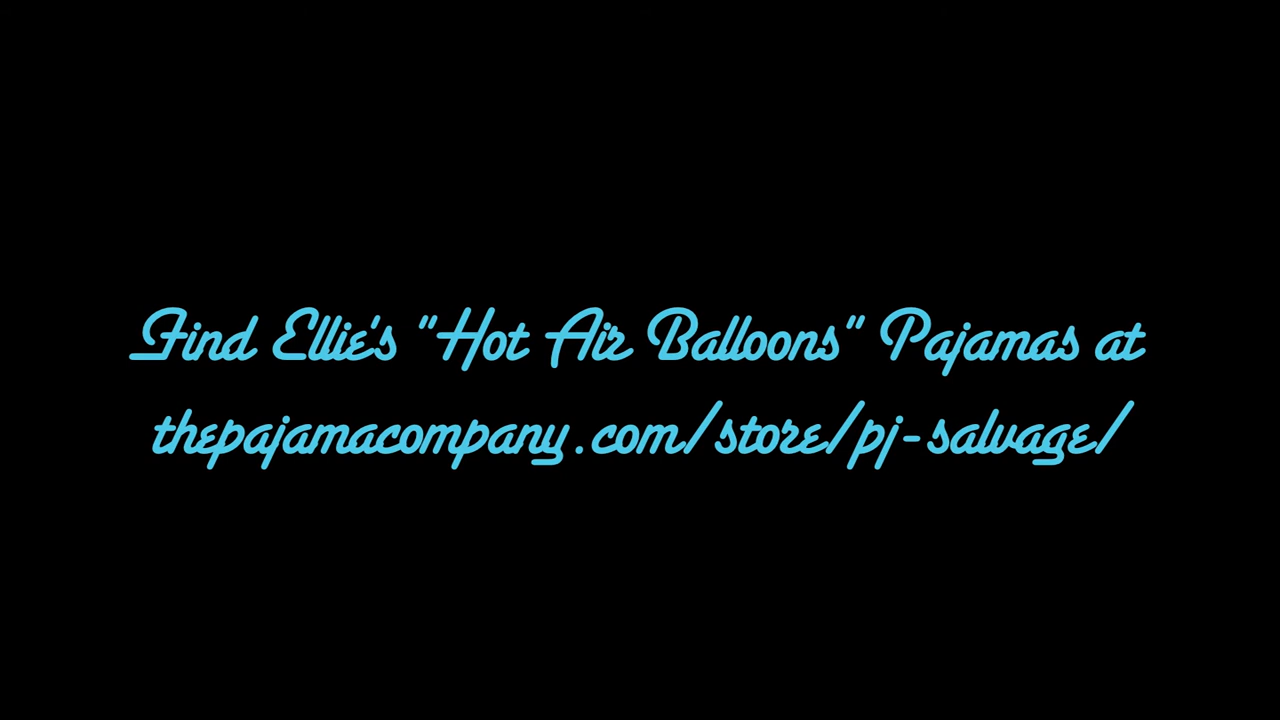 Find Ellie's "Hot Air Balloons" Pajamas at
thepajamacompany.com/store/pj-salvage/